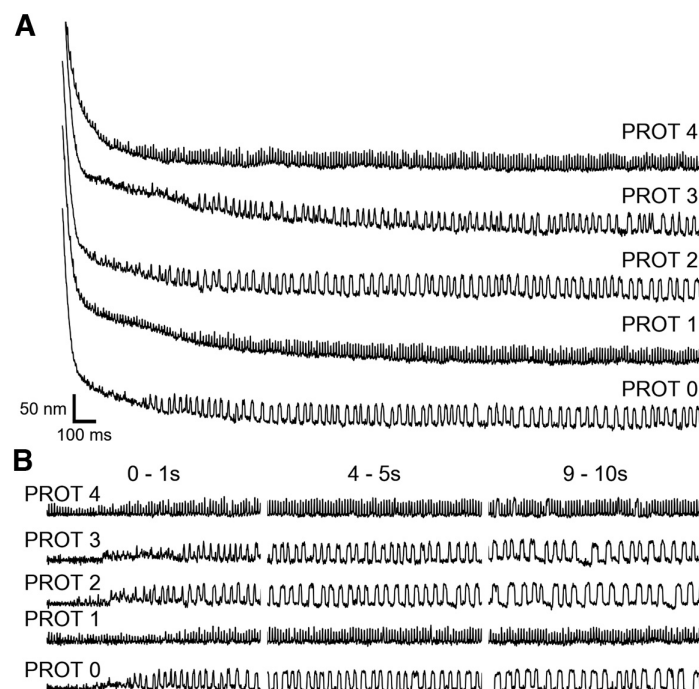 A
PROT 4
PROT 3
PROT 2
PROT 1
PROT 0
50 nm
100 ms
B
0 - 1s 4 - 5s 9 - 10s
PROT 4
PROT 3
PROT 2
PROT 1
PROT 0